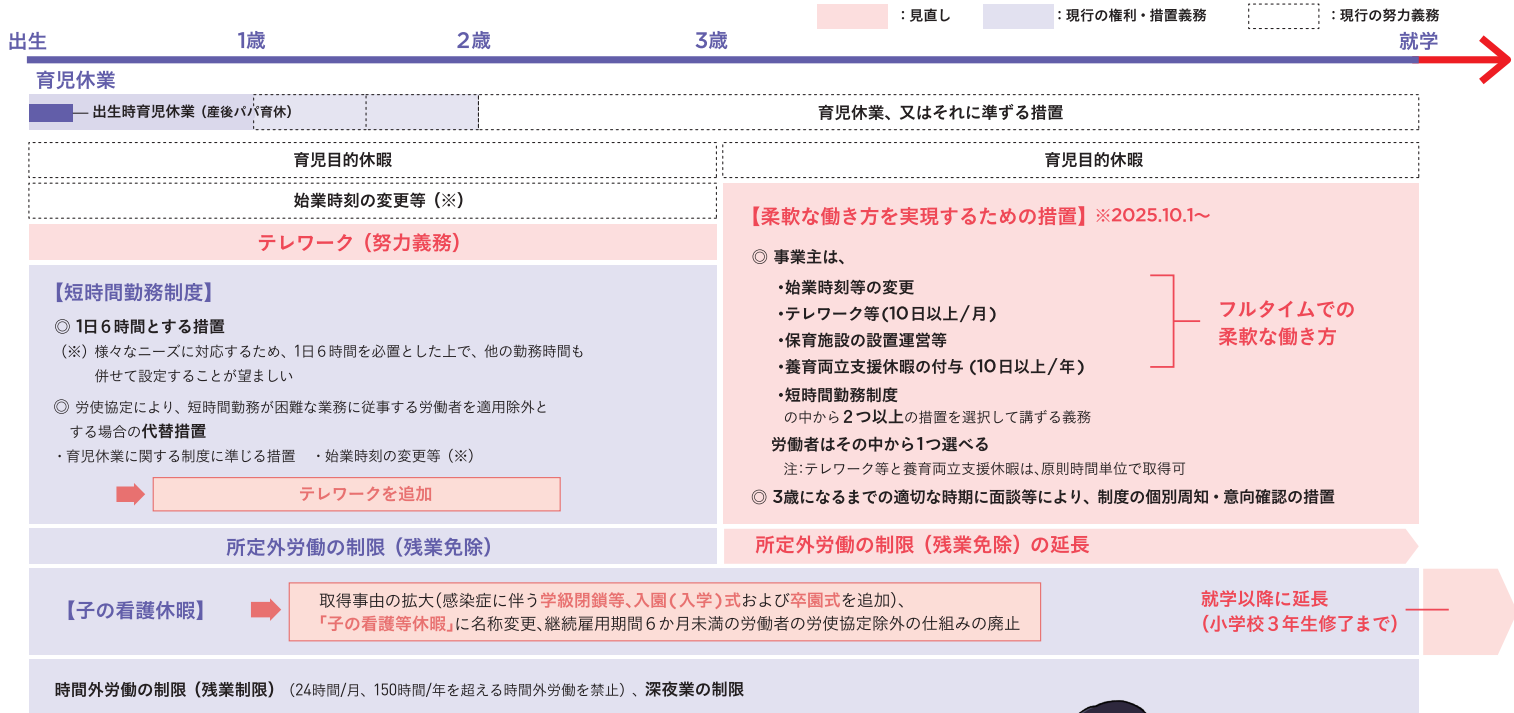 ：見直し
：現行の権利・措置義務
：現行の努力義務
出生
1歳
2歳
3歳
就学
育児休業
出生時育児休業（産後パパ育休）
育児休業、又はそれに準ずる措置
育児目的休暇
育児目的休暇
始業時刻の変更等（※）
テレワーク（努力義務）
【短時間勤務制度】
◎ 1日６時間とする措置
（※）様々なニーズに対応するため、1日６時間を必置とした上で、他の勤務時間も
併せて設定することが望ましい
◎ 労使協定により、短時間勤務が困難な業務に従事する労働者を適用除外と
する場合の代替措置
・育児休業に関する制度に準じる措置　・始業時刻の変更等（※）
テレワークを追加
【柔軟な働き方を実現するための措置】※2025.10.1～
◎ 事業主は、
・始業時刻等の変更
・テレワーク等(10日以上/月)
・保育施設の設置運営等
・養育両立支援休暇の付与 (10日以上/年)
・短時間勤務制度
の中から２つ以上の措置を選択して講ずる義務
フルタイムでの
柔軟な働き方
労働者はその中から1つ選べる
注：テレワーク等と養育両立支援休暇は、原則時間単位で取得可
◎ 3歳になるまでの適切な時期に面談等により、制度の個別周知・意向確認の措置
所定外労働の制限（残業免除）
所定外労働の制限（残業免除）の延長
【子の看護休暇】
取得事由の拡大(感染症に伴う学級閉鎖等、入園(入学)式および卒園式を追加)、
「子の看護等休暇」に名称変更、継続雇用期間６か月未満の労働者の労使協定除外の仕組みの廃止
就学以降に延長
（小学校３年生修了まで）
時間外労働の制限（残業制限）（24時間/月、150時間/年を超える時間外労働を禁止）、深夜業の制限